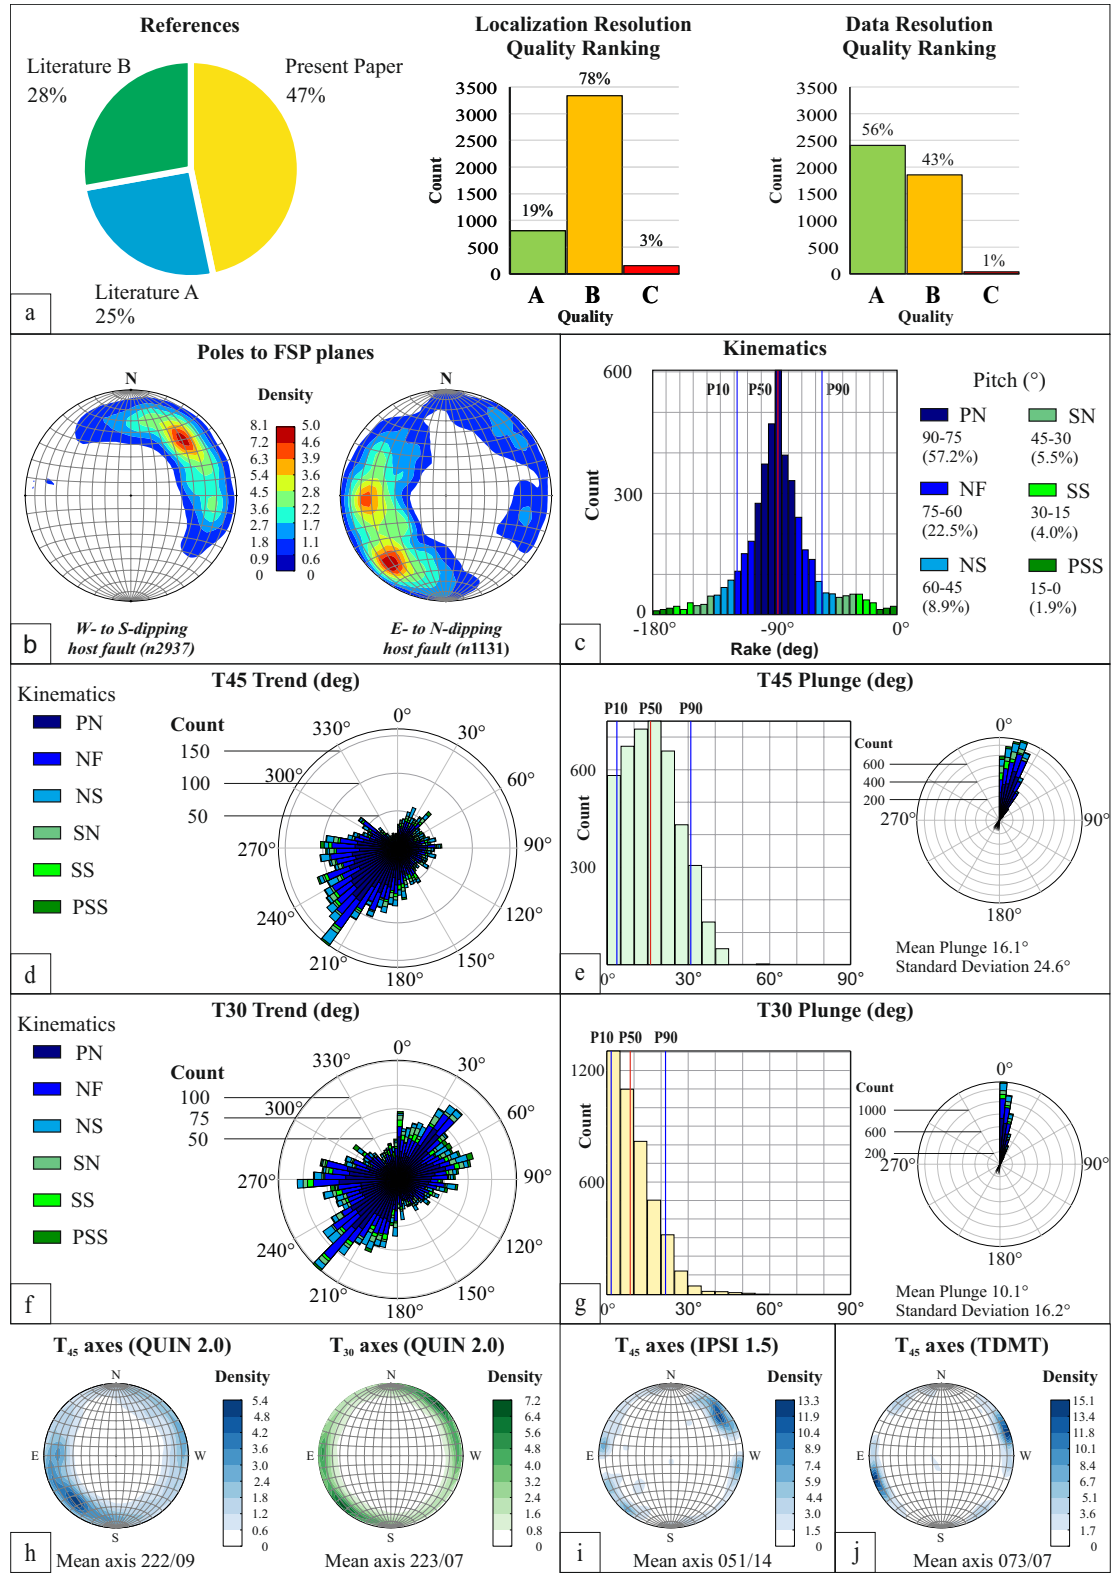 References
Literature B
28%
Present Paper
47%
Literature A
25%
a
Localization Resolution
Quality Ranking
3500
3000
2500
2000
1500
1000
500
0
Count
19%
78%
3%
A B C
Quality
Data Resolution
Quality Ranking
3500
3000
2500
2000
1500
1000
500
0
Count
56%
43%
1%
A B C
Quality
Poles to FSP planes
N
Density
8.1 5.0
7.2 4.6
6.3 3.9
5.4 3.6
4.5 2.8
3.6 2.2
2.7 1.7
1.8 1.1
0.9 0.6
0 0
N
W- to S-dipping
host fault (n2937)
E- to N-dipping
host fault (n1131)
b
Kinematics
600
300
0
Count
P10 P50 P90
-180° -90° 0°
Rake (deg)
Pitch (°)
PN
90-75
(57.2%)
NF
75-60
(22.5%)
NS
60-45
(8.9%)
SN
45-30
(5.5%)
SS
30-15
(4.0%)
PSS
15-0
(1.9%)
c
T45 Trend (deg)
Kinematics
PN
NF
NS
SN
SS
PSS
Count
150
100
50
0°
30°
60°
90°
120°
150°
180°
210°
240°
270°
300°
330°
d
T45 Plunge (deg)
P10 P50 P90
600
300
Count
0° 30° 60° 90°
Count
600
400
200
0°
90°
180°
270°
Mean Plunge 16.1°
Standard Deviation 24.6°
e
T30 Trend (deg)
Kinematics
PN
NF
NS
SN
SS
PSS
Count
100
75
50
0°
30°
60°
90°
120°
150°
180°
210°
240°
270°
300°
330°
f
T30 Plunge (deg)
P10 P50 P90
1200
600
Count
0° 30° 60° 90°
Count
1000
600
200
0°
90°
180°
270°
Mean Plunge 10.1°
Standard Deviation 16.2°
g
T45 axes (QUIN 2.0)
N
E
W
S
Density
5.4
4.8
4.2
3.6
3.0
2.4
1.8
1.2
0.6
0
Mean axis 222/09
h
T30 axes (QUIN 2.0)
N
E
W
S
Density
7.2
6.4
5.6
4.8
4.0
3.2
2.4
1.6
0.8
0
Mean axis 223/07
T45 axes (IPSI 1.5)
N
E
W
S
Density
13.3
11.9
10.4
8.9
7.4
5.9
4.4
3.0
1.5
0
Mean axis 051/14
i
T45 axes (TDMT)
N
E
W
S
Density
15.1
13.5
11.8
10.1
8.4
6.7
5.1
3.6
1.7
0
Mean axis 073/07
j